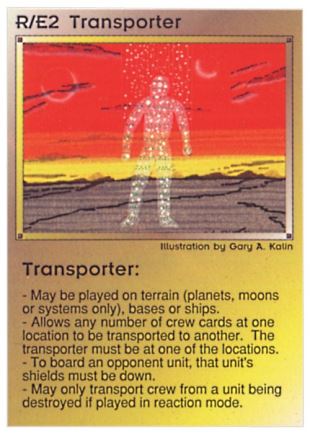 R/E2 Transporter
Illustration by Gary A. Kalin
Transporter:
- May be played on terrain (planets, moons
or systems only), bases or ships.
- Allows any number of crew cards at one
location to be transported to another.  The
transporter must be at one of the locations.
- To board an opponent unit, that unit's
shields must be down.
- May only transport crew from a unit being
destroyed if played in reaction mode.